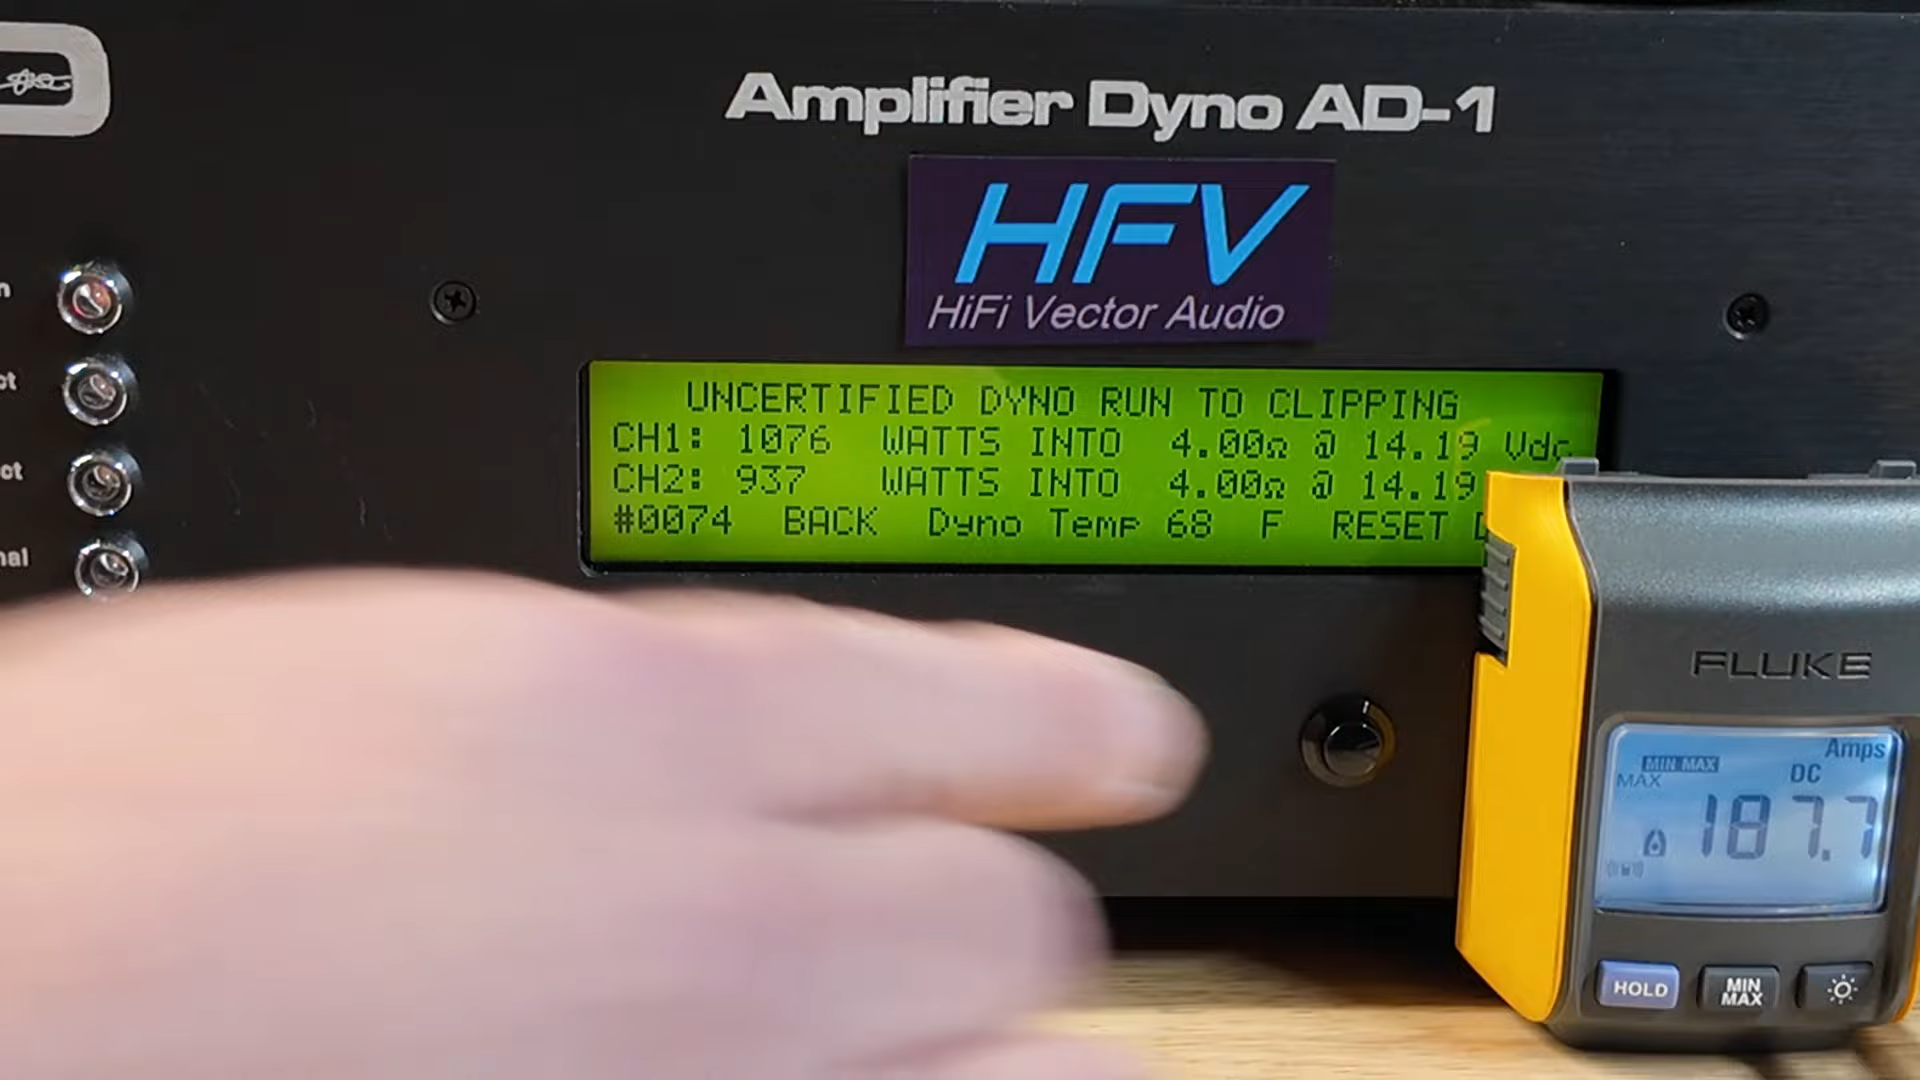 Amplifier Dyno AD-1
HFV
HiFi Vector Audio
UNCERTIFIED DYNO RUN TO CLIPPING
CH1: 1076 WATTS INTO 4.00Ω @ 14.19 Vdc
CH2: 937 WATTS INTO 4.00Ω @ 14.19
#0074 BACK Dyno Temp 68 F RESET
FLUKE
Amps
MIN MAX
MAX
DC
187.7
HOLD
MIN
MAX